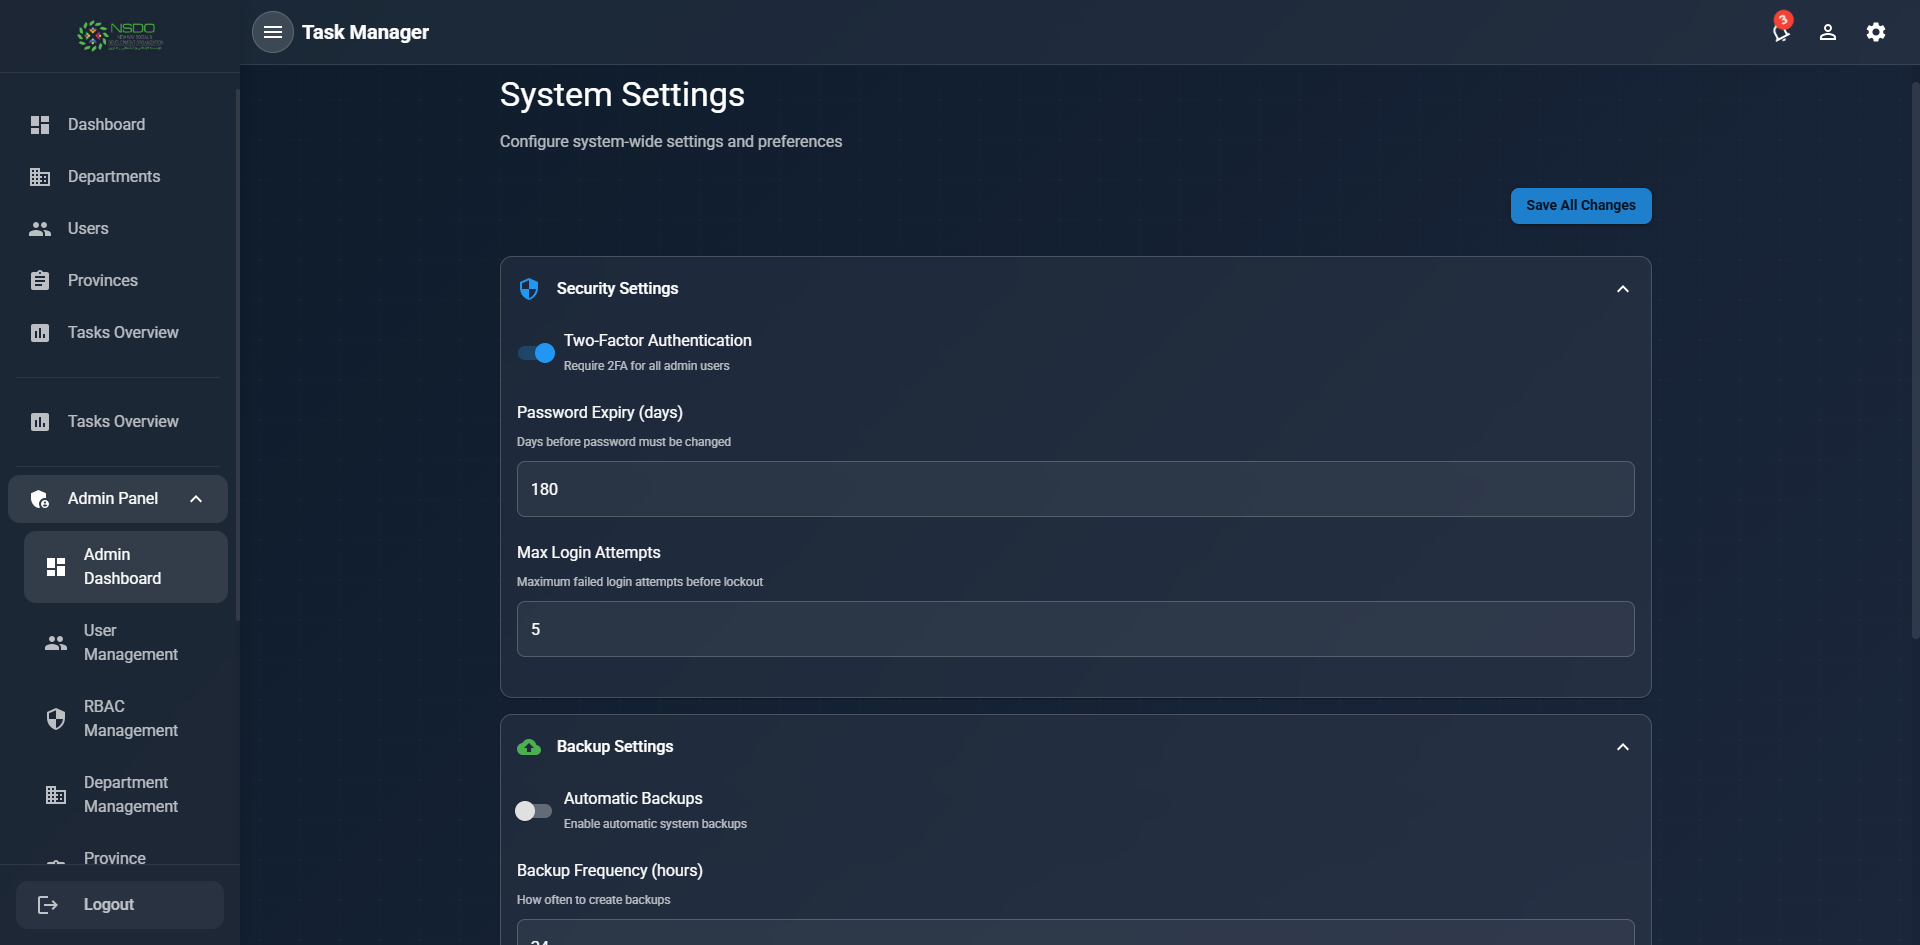 NSDO
Task Manager
3
Dashboard
Departments
Users
Provinces
Tasks Overview
Tasks Overview
Admin Panel
Admin
Dashboard
User
Management
RBAC
Management
Department
Management
Province
Logout
System Settings
Configure system-wide settings and preferences
Save All Changes
Security Settings
Two-Factor Authentication
Require 2FA for all admin users
Password Expiry (days)
Days before password must be changed
180
Max Login Attempts
Maximum failed login attempts before lockout
5
Backup Settings
Automatic Backups
Enable automatic system backups
Backup Frequency (hours)
How often to create backups
24